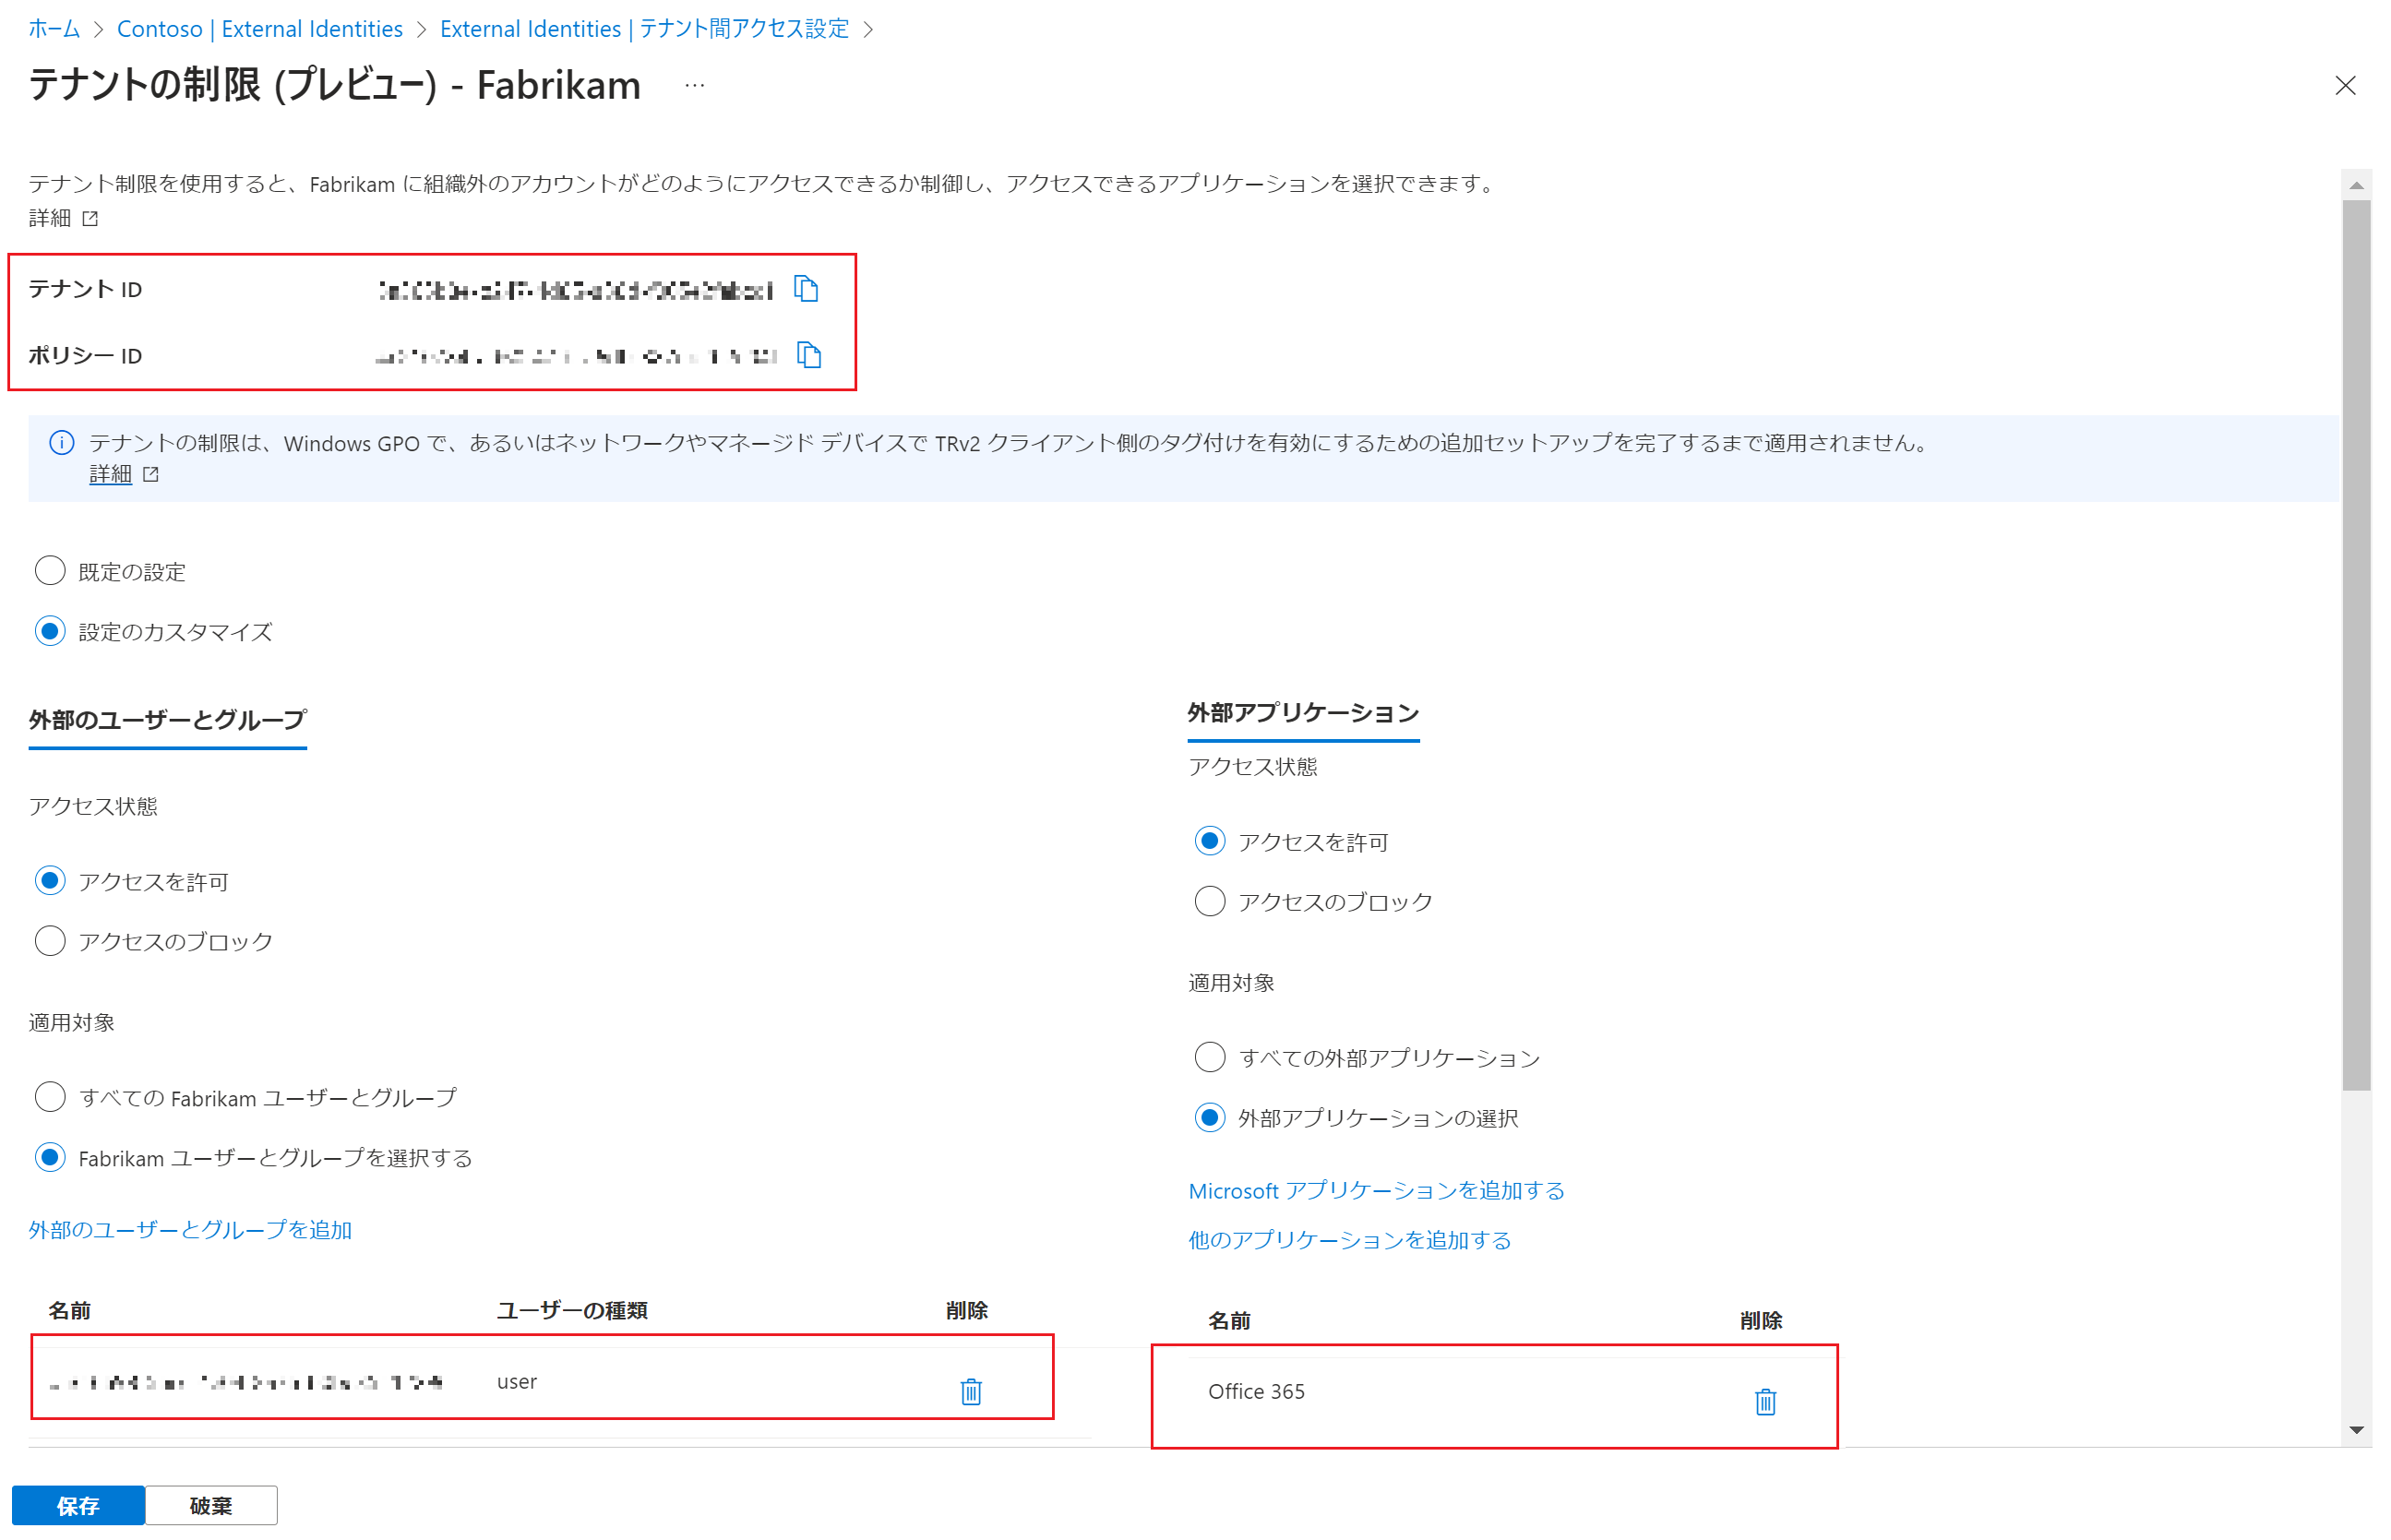 ホーム > Contoso | External Identities > External Identities | テナント間アクセス設定 >
テナントの制限 (プレビュー) - Fabrikam ...
テナント制限を使用すると、Fabrikam に組織外のアカウントがどのようにアクセスできるか制御し、アクセスできるアプリケーションを選択できます。
詳細
テナント ID
ポリシー ID
テナントの制限は、Windows GPO で、あるいはネットワークやマネージド デバイスで TRv2 クライアント側のタグ付けを有効にするための追加セットアップを完了するまで適用されません。
詳細
既定の設定
設定のカスタマイズ
外部のユーザーとグループ
アクセス状態
アクセスを許可
アクセスのブロック
適用対象
すべての Fabrikam ユーザーとグループ
Fabrikam ユーザーとグループを選択する
外部のユーザーとグループを追加
名前 ユーザーの種類 削除
user
外部アプリケーション
アクセス状態
アクセスを許可
アクセスのブロック
適用対象
すべての外部アプリケーション
外部アプリケーションの選択
Microsoft アプリケーションを追加する
他のアプリケーションを追加する
名前 削除
Office 365
保存 破棄